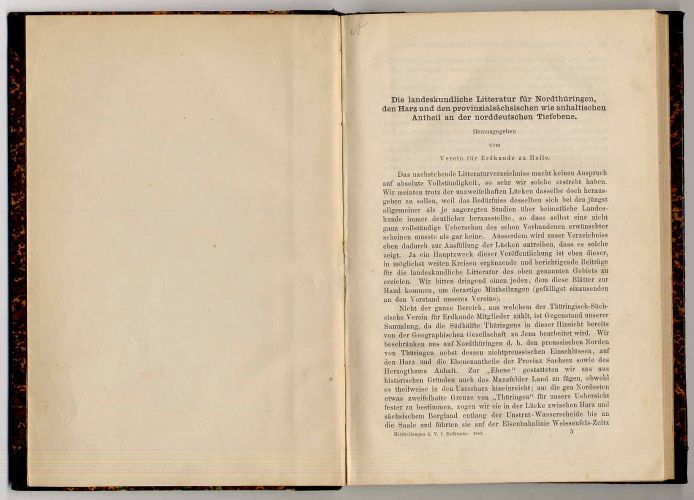 Die landeskundliche Litteratur für Nordthüringen,
den Harz und den provinzialsächsischen wie anhaltischen
Antheil an der norddeutschen Tiefebene.
Herausgegeben
vom
Verein für Erdkunde zu Halle.
Das nachstehende Litteraturverzeichniss macht keinen Anspruch
auf absolute Vollständigkeit, so sehr wir solche erstrebt haben.
Wir meinten trotz der unzweifelhaften Lücken dasselbe doch heraus-
geben zu sollen, weil das Bedürfniss desselben sich bei den jüngst
allgemeiner als je angeregten Studien über heimatliche Landes-
kunde immer deutlicher herausstellte, so dass selbst eine nicht
ganz vollständige Ueberschau des schon Vorhandenen erwünschter
scheinen musste als gar keine. Ausserdem wird unser Verzeichniss
eben dadurch zur Ausfüllung der Lücken antreiben, dass es solche
zeigt. Ja ein Hauptzweck dieser Veröffentlichung ist eben dieser,
in möglichst weiten Kreisen ergänzende und berichtigende Beiträge
für die landeskundliche Litteratur des oben genannten Gebiets zu
erzielen. Wir bitten dringend einen jeden, dem diese Blätter zur
Hand kommen, um derartige Mittheilungen (gefälligst einzusenden
an den Vorstand unseres Vereins).
Nicht der ganze Bereich, aus welchem der Thüringisch-Säch-
sische Verein für Erdkunde Mitglieder zählt, ist Gegenstand unserer
Sammlung, da die Südhälfte Thüringens in dieser Hinsicht bereits
von der Geographischen Gesellschaft zu Jena bearbeitet wird. Wir
beschränken uns auf Nordthüringen d. h. den preussischen Norden
von Thüringen nebst dessen nichtpreussischen Einschlüssen, auf
den Harz und die Ebenenantheile der Provinz Sachsen sowie des
Herzogthums Anhalt. Zur „Ebene" gestatteten wir uns aus
historischen Gründen auch das Mansfelder Land zu fügen, obwohl
es theilweise in den Unterharz hineinreicht; um die gen Nordosten
etwas zweifelhafte Grenze von „Thüringen" für unsere Uebersicht
fester zu bestimmen, zogen wir sie in der Lücke zwischen Harz und
sächsischem Bergland entlang der Unstrut-Wasserscheide bis an
die Saale und führten sie auf der Eisenbahnlinie Weissenfels-Zeitz
Mittheilungen d. V. f. Erdkunde. 1883.
5